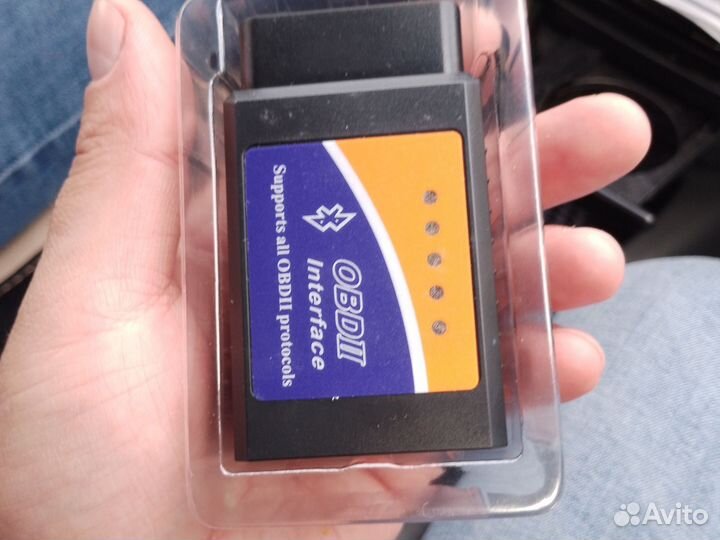 OBDII
Interface
Supports all OBDII protocols
Avito